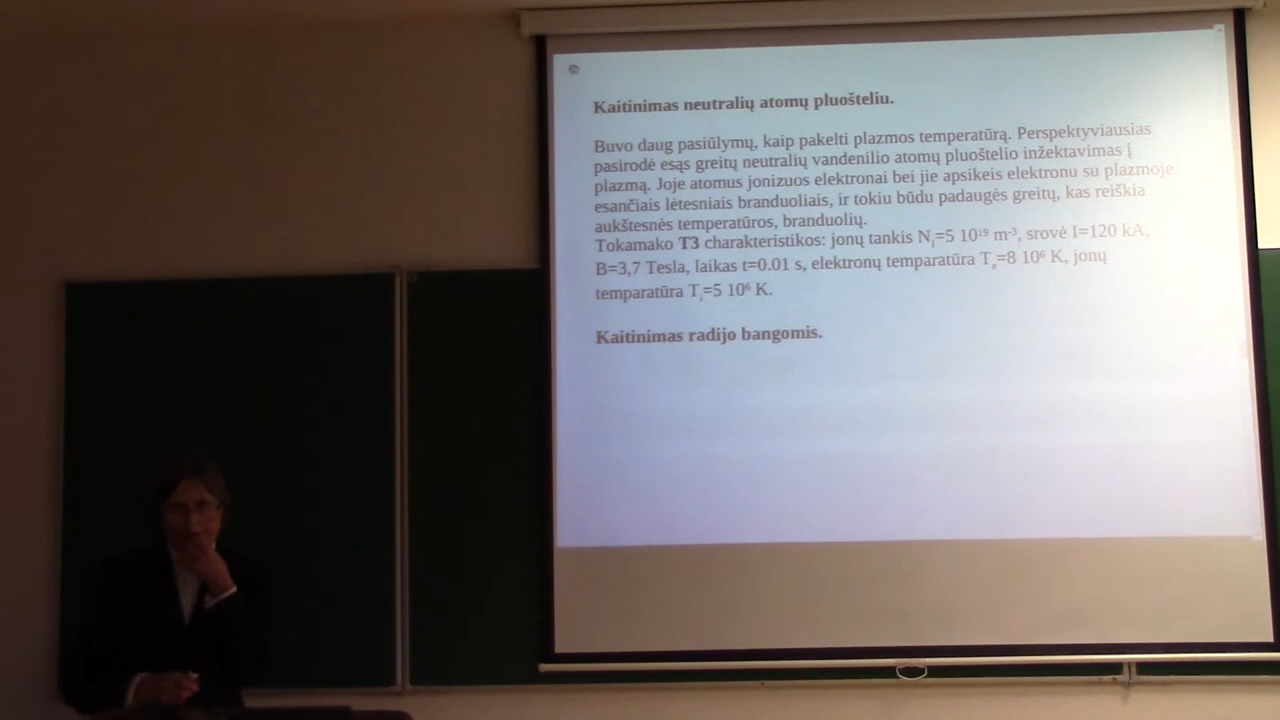 Kaitinimas neutralių atomų pluošteliu.
Buvo daug pasiūlymų, kaip pakelti plazmos temperatūrą. Perspektyviausias
pasirodė esąs greitų neutralių vandenilio atomų pluoštelio inžektavimas į
plazmą. Joje atomus jonizuos elektronai bei jie apsikeis elektronu su plazmoje
esančiais lėtesniais branduoliais, ir tokiu būdu padaugės greitų, kas reiškia
aukštesnės temperatūros, branduolių.
Tokamako T3 charakteristikos: jonų tankis Nᵢ=5 10¹⁹ m⁻³, srovė I=120 kA,
B=3,7 Tesla, laikas t=0.01 s, elektronų temparatūra Tₑ=8 10⁶ K, jonų
temparatūra Tᵢ=5 10⁶ K.
Kaitinimas radijo bangomis.